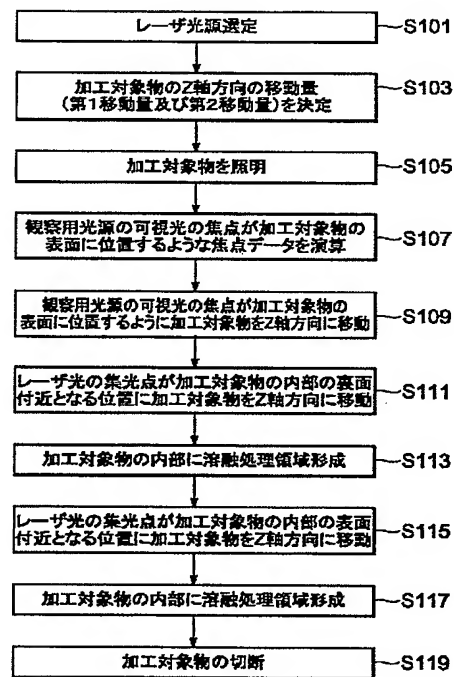 レーザ光源選定
S101
加工対象物のZ軸方向の移動量
(第1移動量及び第2移動量)を決定
S103
加工対象物を照明
S105
観察用光源の可視光の焦点が加工対象物の
表面に位置するような焦点データを演算
S107
観察用光源の可視光の焦点が加工対象物の
表面に位置するように加工対象物をZ軸方向に移動
S109
レーザ光の集光点が加工対象物の内部の裏面
付近となる位置に加工対象物をZ軸方向に移動
S111
加工対象物の内部に溶融処理領域形成
S113
レーザ光の集光点が加工対象物の内部の表面
付近となる位置に加工対象物をZ軸方向に移動
S115
加工対象物の内部に溶融処理領域形成
S117
加工対象物の切断
S119